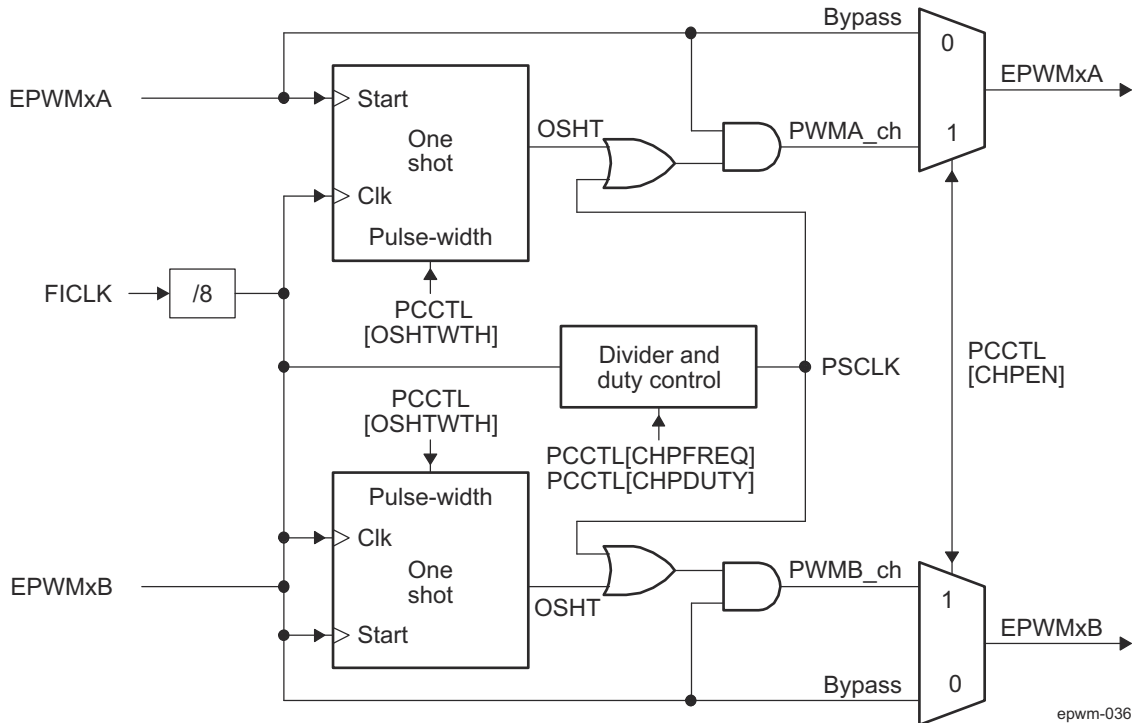 Bypass
0
EPWMxA
EPWMxA
Start
OSHT
PWMA_ch
1
One
shot
Clk
Pulse-width
FICLK
/8
PCCTL
[OSHTWTH]
Divider and
duty control
PSCLK
PCCTL
[CHPEN]
PCCTL
[OSHTWTH]
PCCTL[CHPFREQ]
PCCTL[CHPDUTY]
Pulse-width
Clk
EPWMxB
One
shot
OSHT
PWMB_ch
1
EPWMxB
Start
Bypass
0
epwm-036